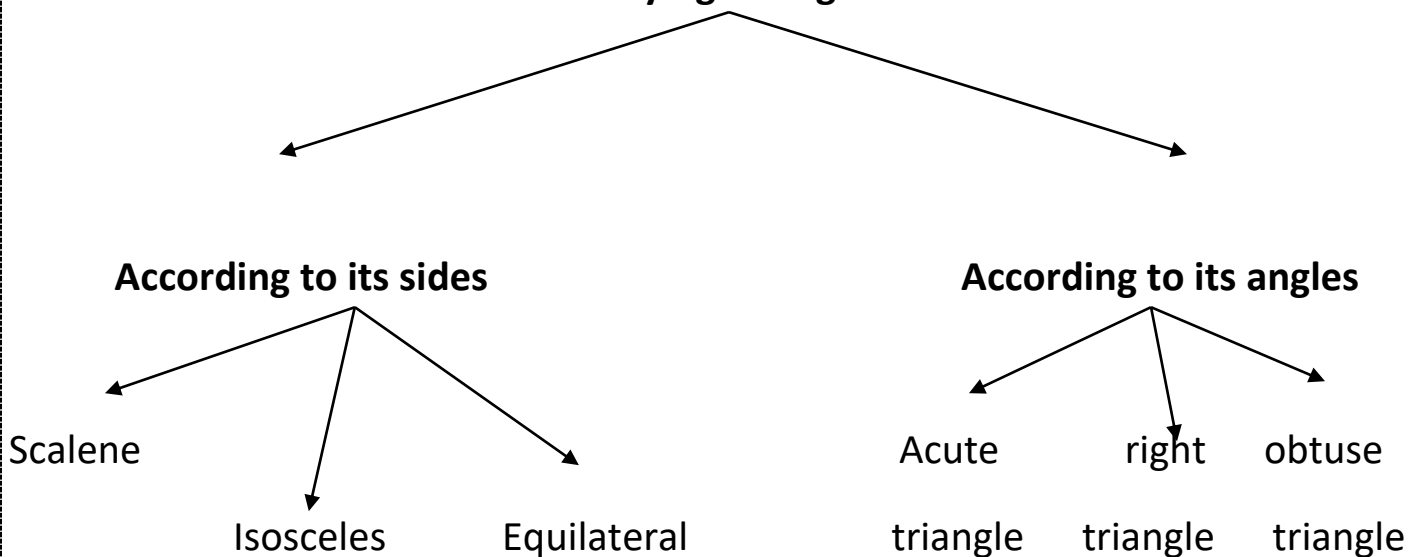 According to its sides According to its angles
Scalene Acute right obtuse
Isosceles Equilateral triangle triangle triangle